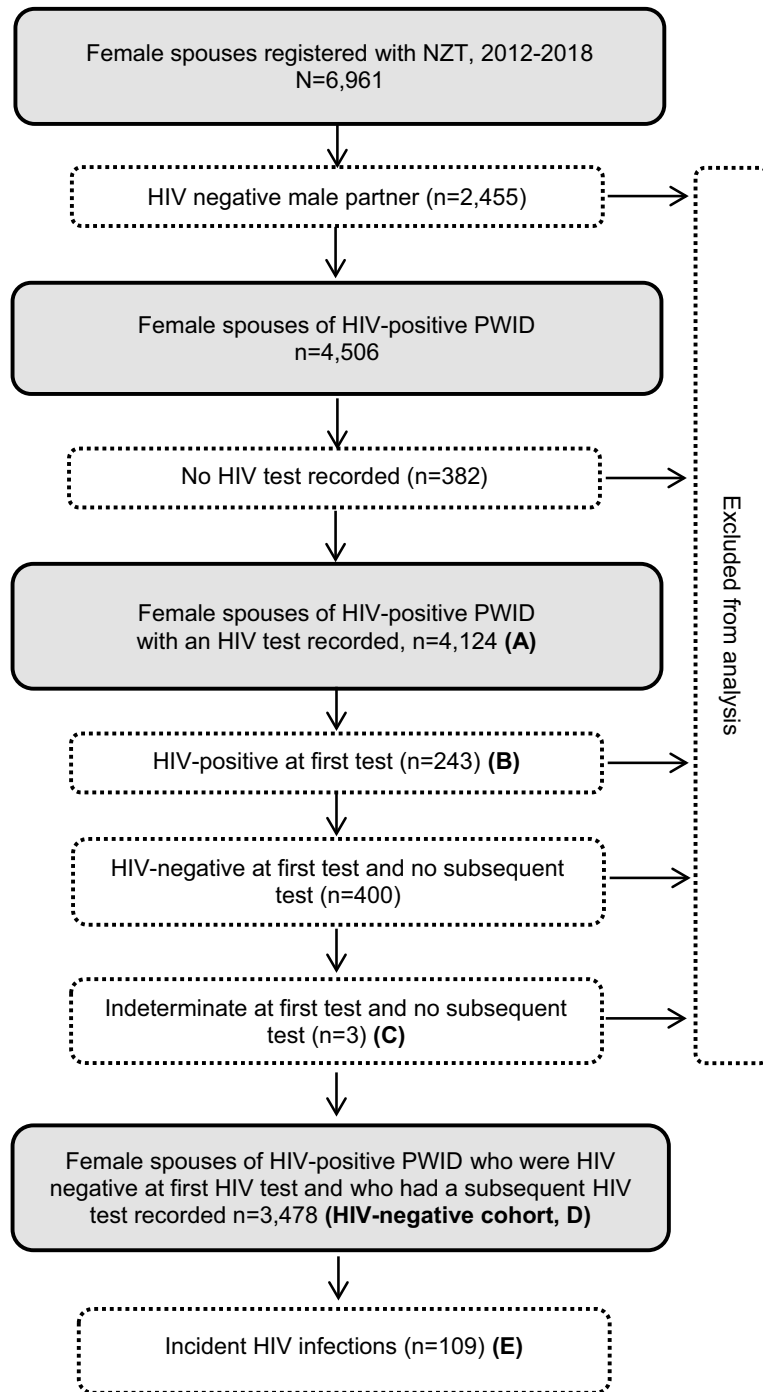 Female spouses registered with NZT, 2012-2018
N=6,961
HIV negative male partner (n=2,455)
Female spouses of HIV-positive PWID
n=4,506
No HIV test recorded (n=382)
Female spouses of HIV-positive PWID
with an HIV test recorded, n=4,124 (A)
HIV-positive at first test (n=243) (B)
HIV-negative at first test and no subsequent
test (n=400)
Indeterminate at first test and no subsequent
test (n=3) (C)
Excluded from analysis
Female spouses of HIV-positive PWID who were HIV
negative at first HIV test and who had a subsequent HIV
test recorded n=3,478 (HIV-negative cohort, D)
Incident HIV infections (n=109) (E)